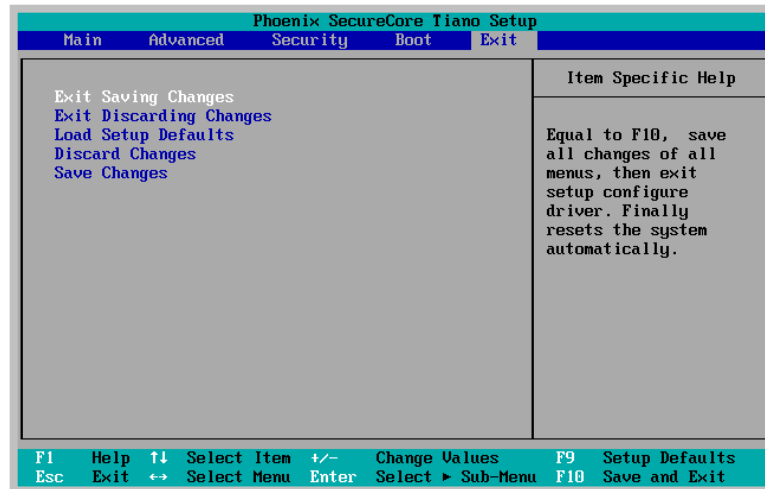 Phoenix SecureCore Tiano Setup
Main Advanced Security Boot Exit
Exit Saving Changes
Exit Discarding Changes
Load Setup Defaults
Discard Changes
Save Changes
Item Specific Help
Equal to F10, save
all changes of all
menus, then exit
setup configure
driver. Finally
resets the system
automatically.
F1 Help ↑↓ Select Item +/- Change Values F9 Setup Defaults
Esc Exit ↔ Select Menu Enter Select ► Sub-Menu F10 Save and Exit